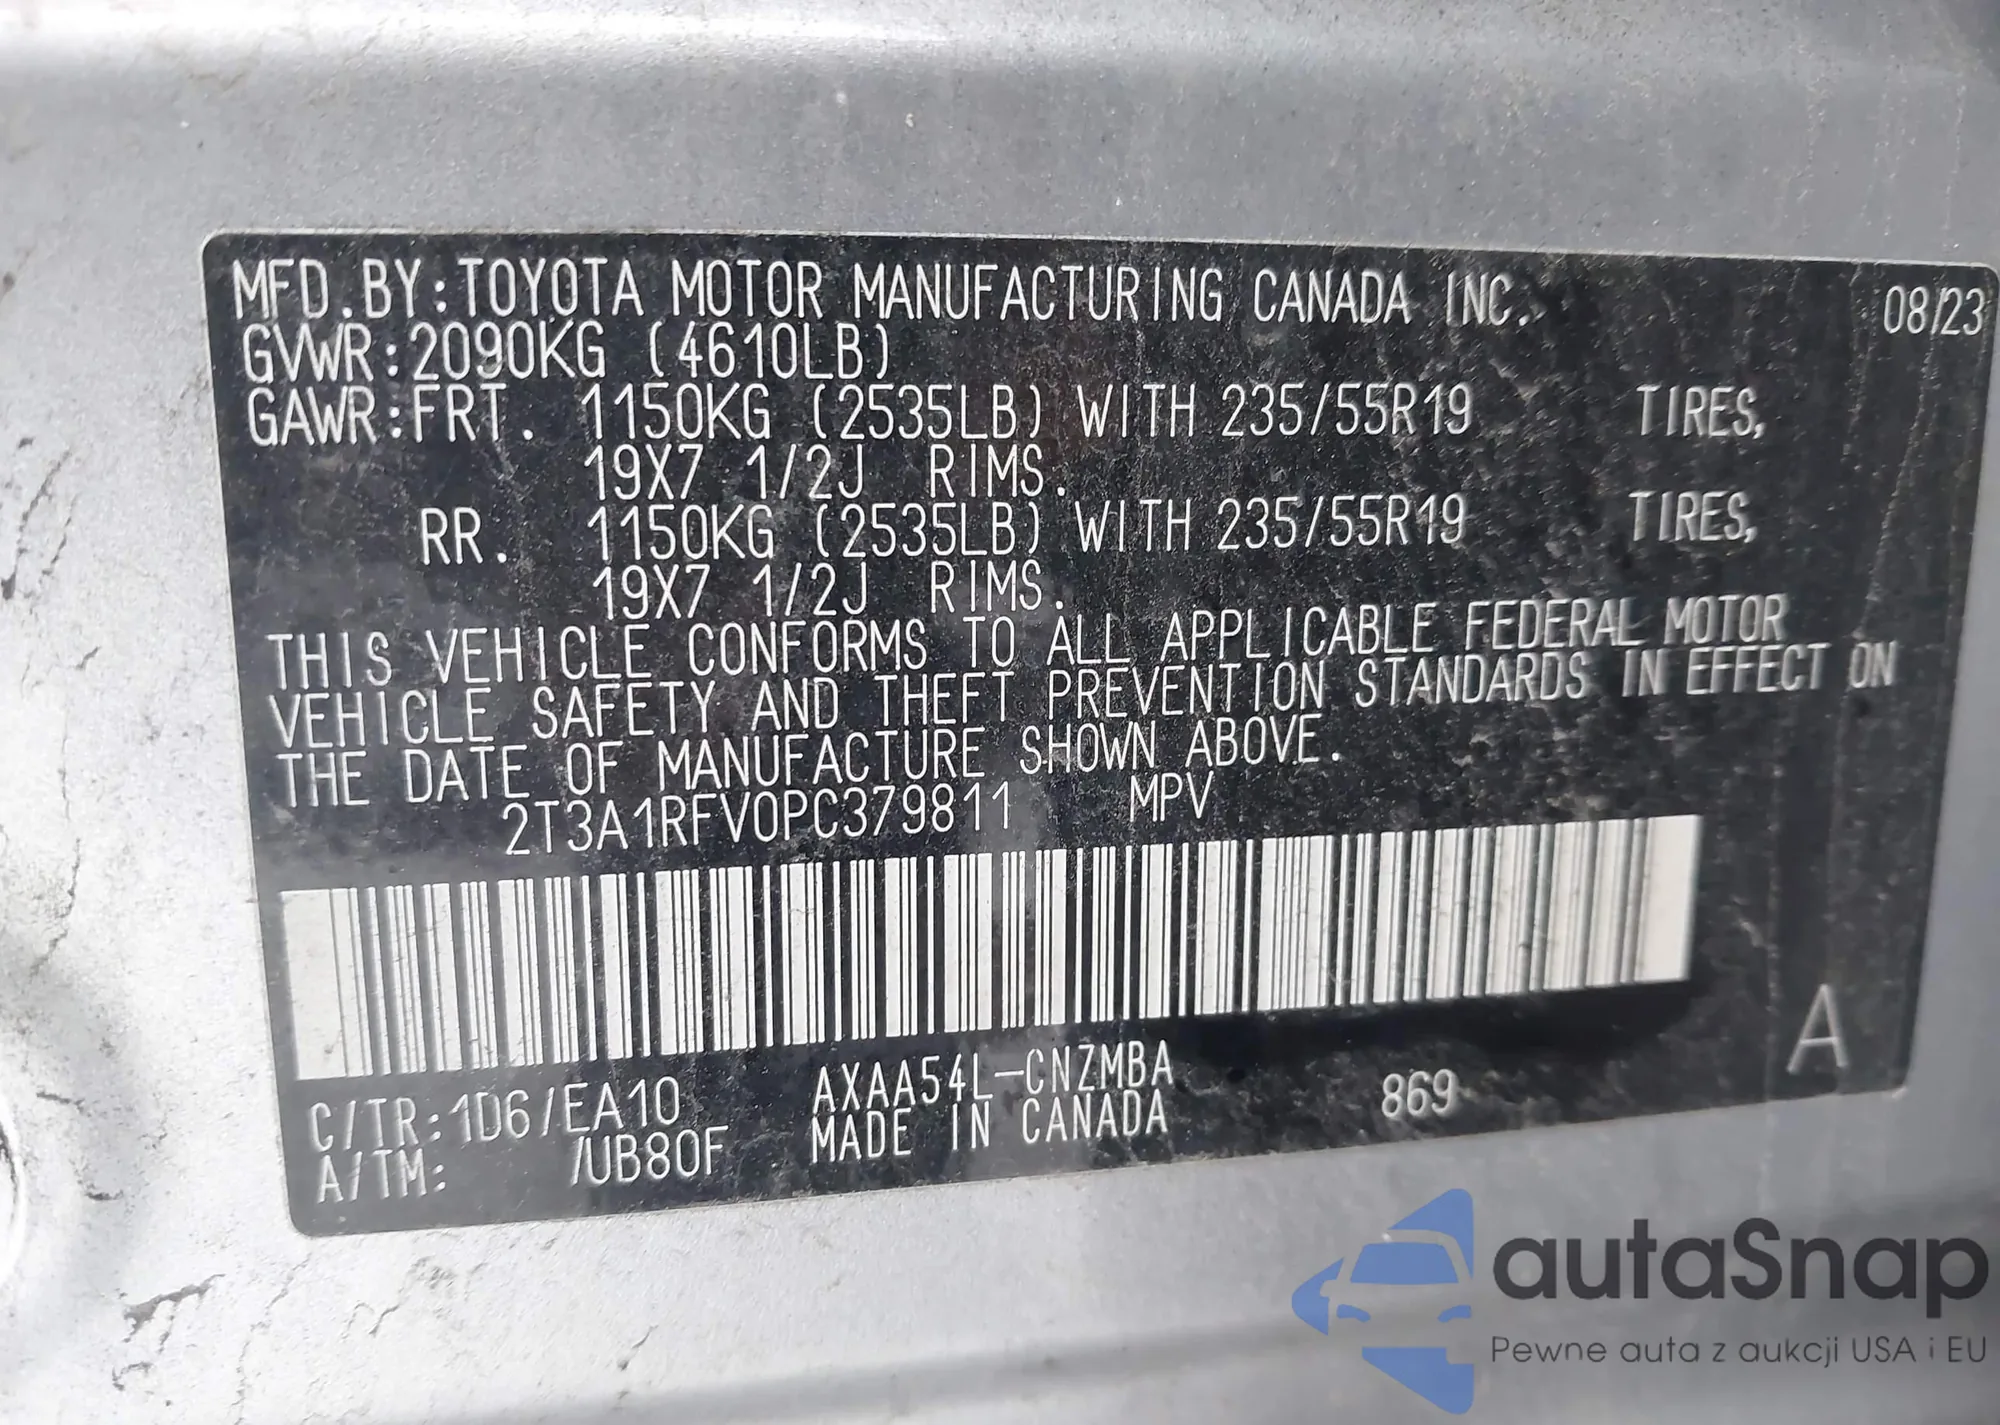 MFD.BY:TOYOTA MOTOR MANUFACTURING CANADA INC. 08/23
GVWR:2090KG (4610LB)
GAWR:FRT. 1150KG (2535LB) WITH 235/55R19 TIRES,
19X7 1/2J RIMS.
RR. 1150KG (2535LB) WITH 235/55R19 TIRES,
19X7 1/2J RIMS.
THIS VEHICLE CONFORMS TO ALL APPLICABLE FEDERAL MOTOR
VEHICLE SAFETY AND THEFT PREVENTION STANDARDS IN EFFECT ON
THE DATE OF MANUFACTURE SHOWN ABOVE.
2T3A1RFV0PC379811 MPV
C/TR:1D6/EA10 AXAA54L-CNZMBA 869 A
A/TM: /UB80F MADE IN CANADA
autaSnap
Pewne auta z aukcji USA i EU